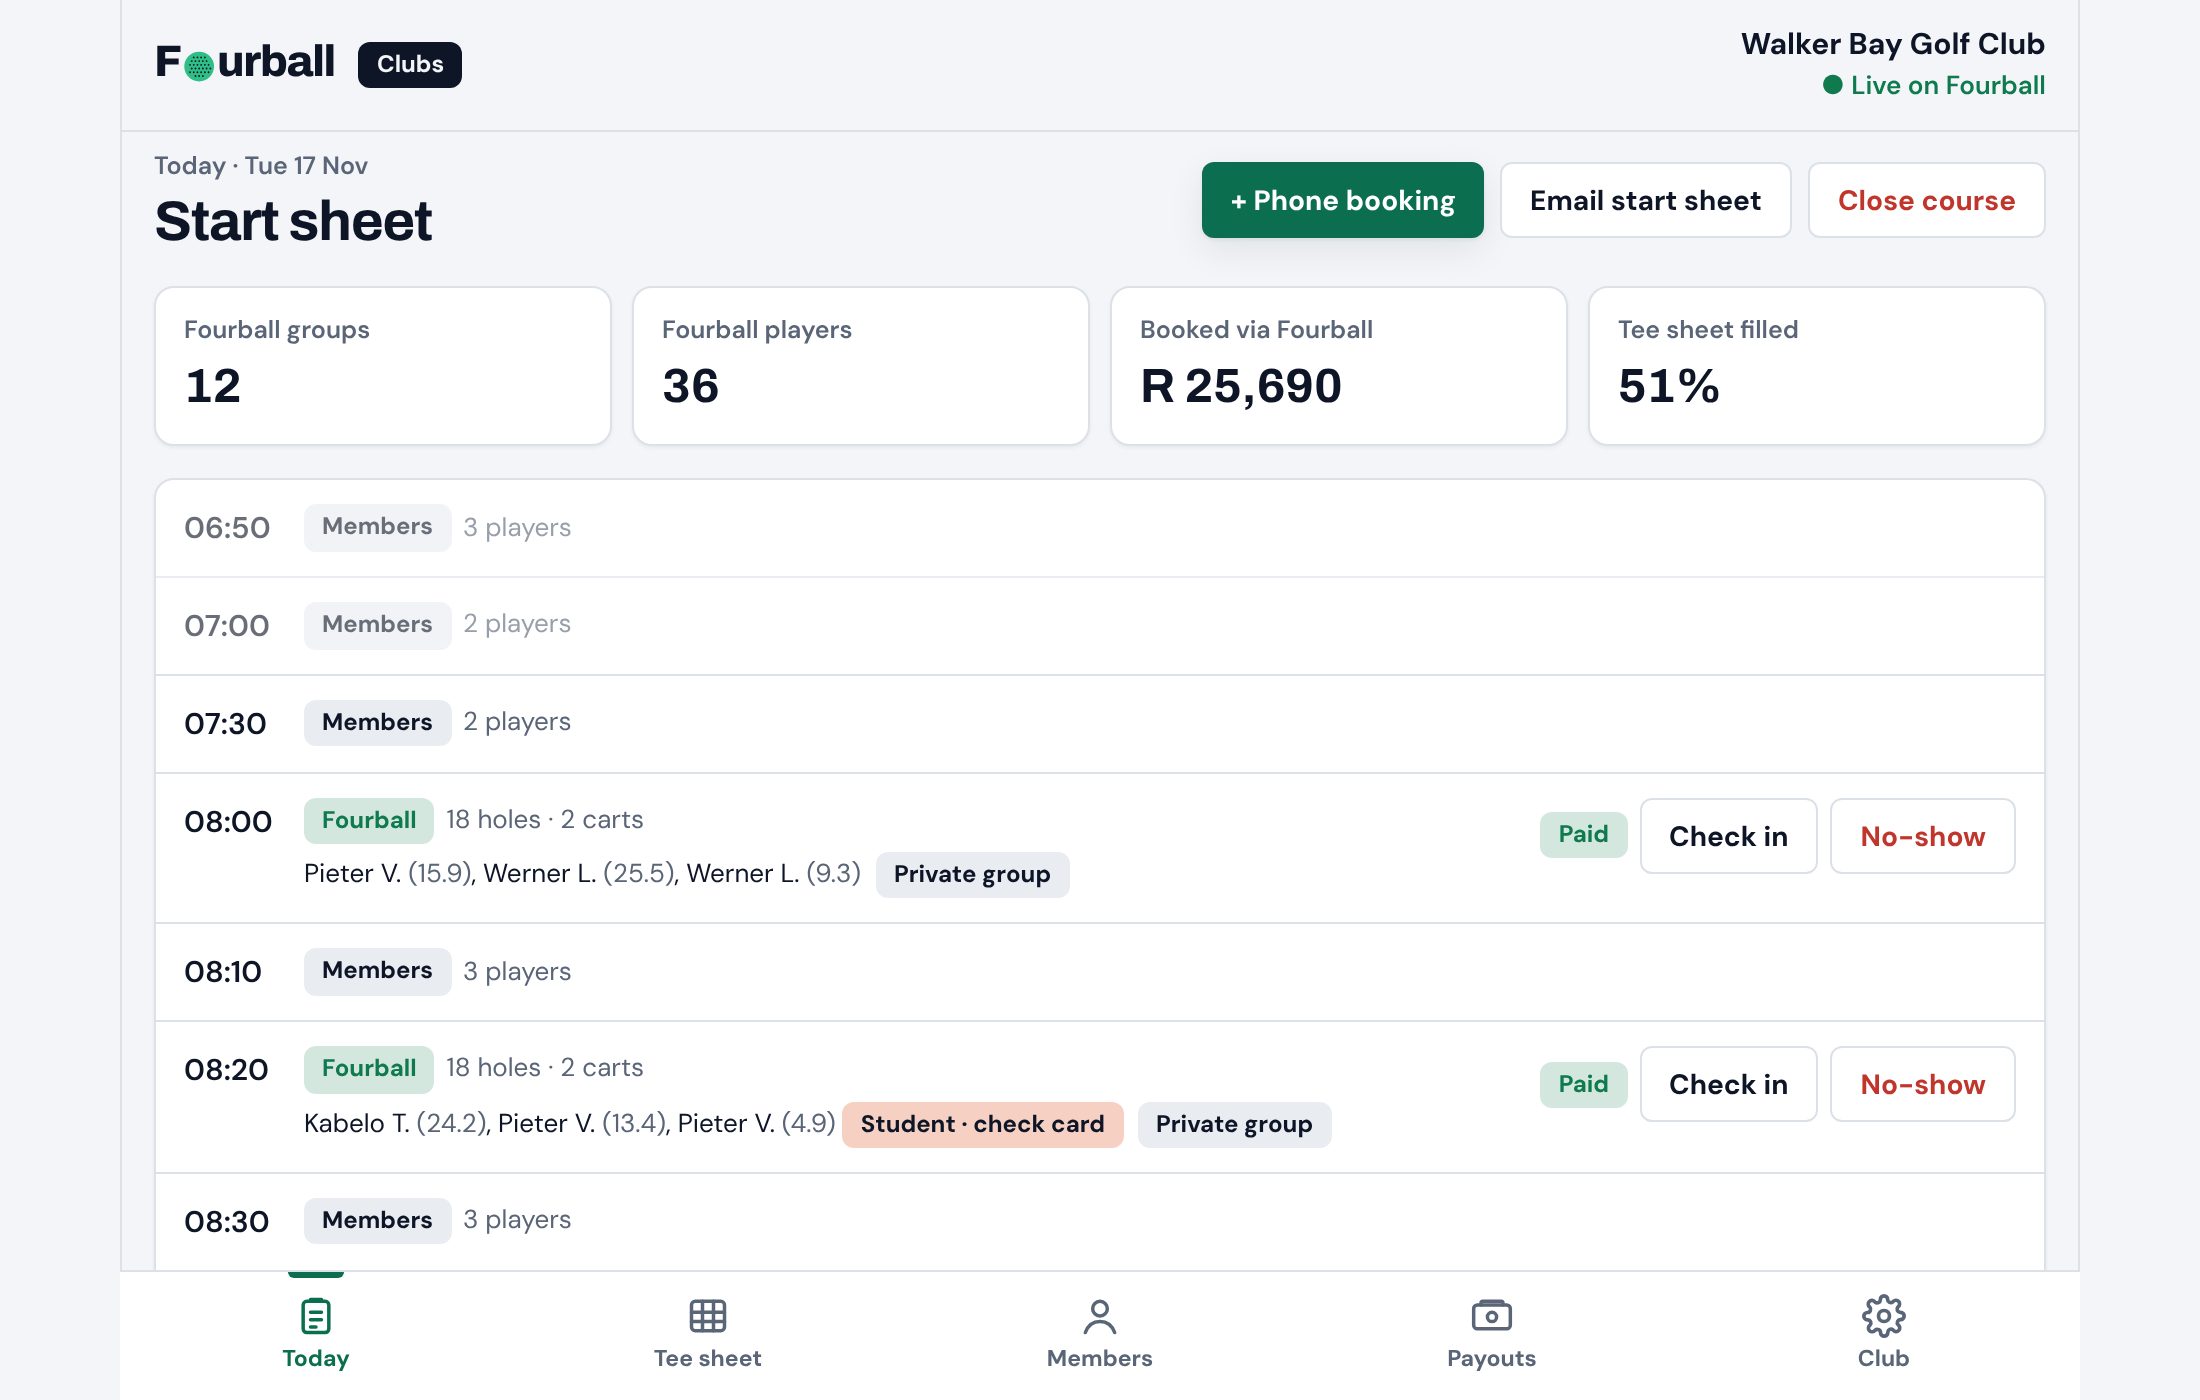 Fourball Clubs
Walker Bay Golf Club
Live on Fourball
Today · Tue 17 Nov
Start sheet
+ Phone booking
Email start sheet
Close course
Fourball groups
12
Fourball players
36
Booked via Fourball
R 25,690
Tee sheet filled
51%
06:50 Members 3 players
07:00 Members 2 players
07:30 Members 2 players
08:00 Fourball 18 holes · 2 carts Paid Check in No-show
Pieter V. (15.9), Werner L. (25.5), Werner L. (9.3) Private group
08:10 Members 3 players
08:20 Fourball 18 holes · 2 carts Paid Check in No-show
Kabelo T. (24.2), Pieter V. (13.4), Pieter V. (4.9) Student · check card Private group
08:30 Members 3 players
Today
Tee sheet
Members
Payouts
Club